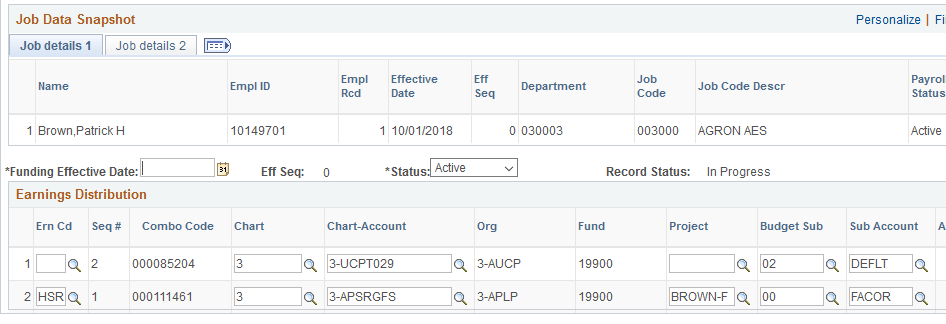 Job Data Snapshot Personalize | Fi
Job details 1 Job details 2
Name Empl ID Empl Rcd Effective Date Eff Seq Department Job Code Job Code Descr Payrol Status
1 Brown,Patrick H 10149701 1 10/01/2018 0 030003 003000 AGRON AES Active
*Funding Effective Date: 31 Eff Seq: 0 *Status: Active Record Status: In Progress
Earnings Distribution
Ern Cd Seq # Combo Code Chart Chart-Account Org Fund Project Budget Sub Sub Account A
1 2 000085204 3 3-UCPT029 3-AUCP 19900 02 DEFLT
2 HSR 1 000111461 3 3-APSRGFS 3-APLP 19900 BROWN-F 00 FACOR